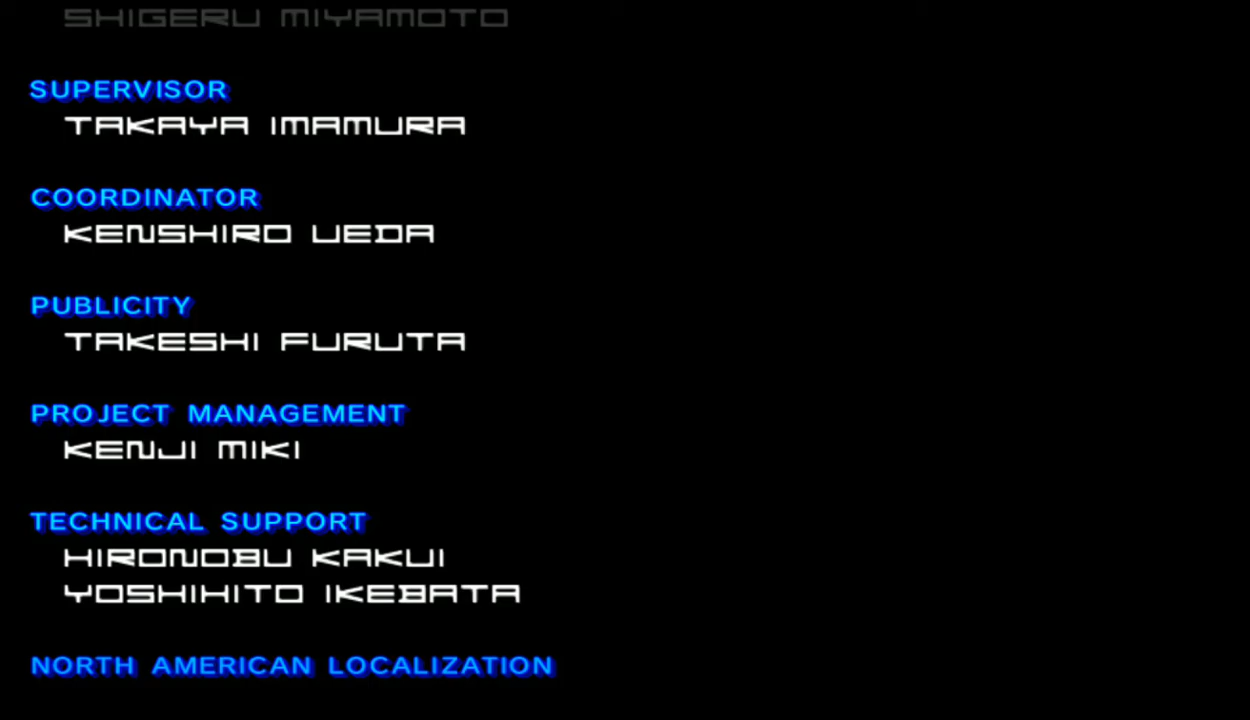 SHIGERU MIYAMOTO
SUPERVISOR
TAKAYA IMAMURA
COORDINATOR
KENSHIRO UEDA
PUBLICITY
TAKESHI FURUTA
PROJECT MANAGEMENT
KENJI MIKI
TECHNICAL SUPPORT
HIRONOBU KAKUI
YOSHIHITO IKEBATA
NORTH AMERICAN LOCALIZATION